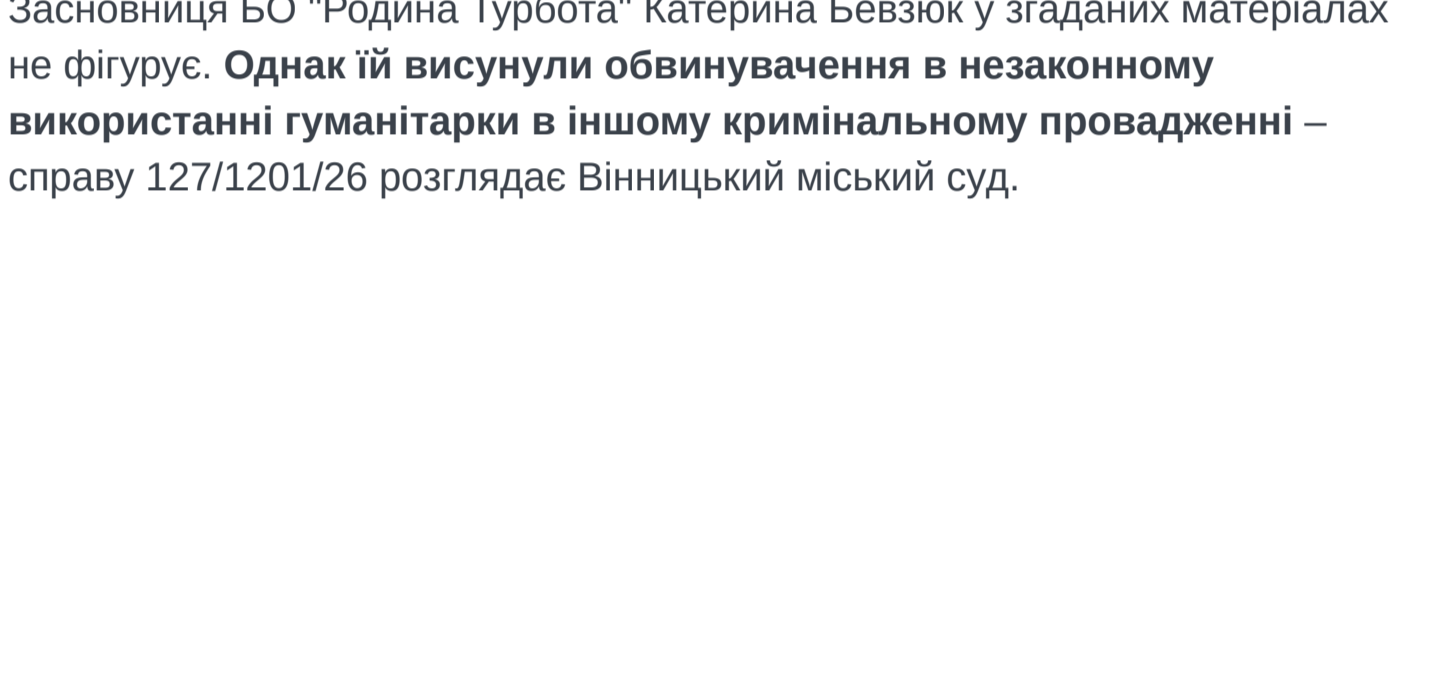 Засновниця БО "Родина Турбота" Катерина Бевзюк у згаданих матеріалах
не фігурує. Однак їй висунули обвинувачення в незаконному
використанні гуманітарки в іншому кримінальному провадженні –
справу 127/1201/26 розглядає Вінницький міський суд.